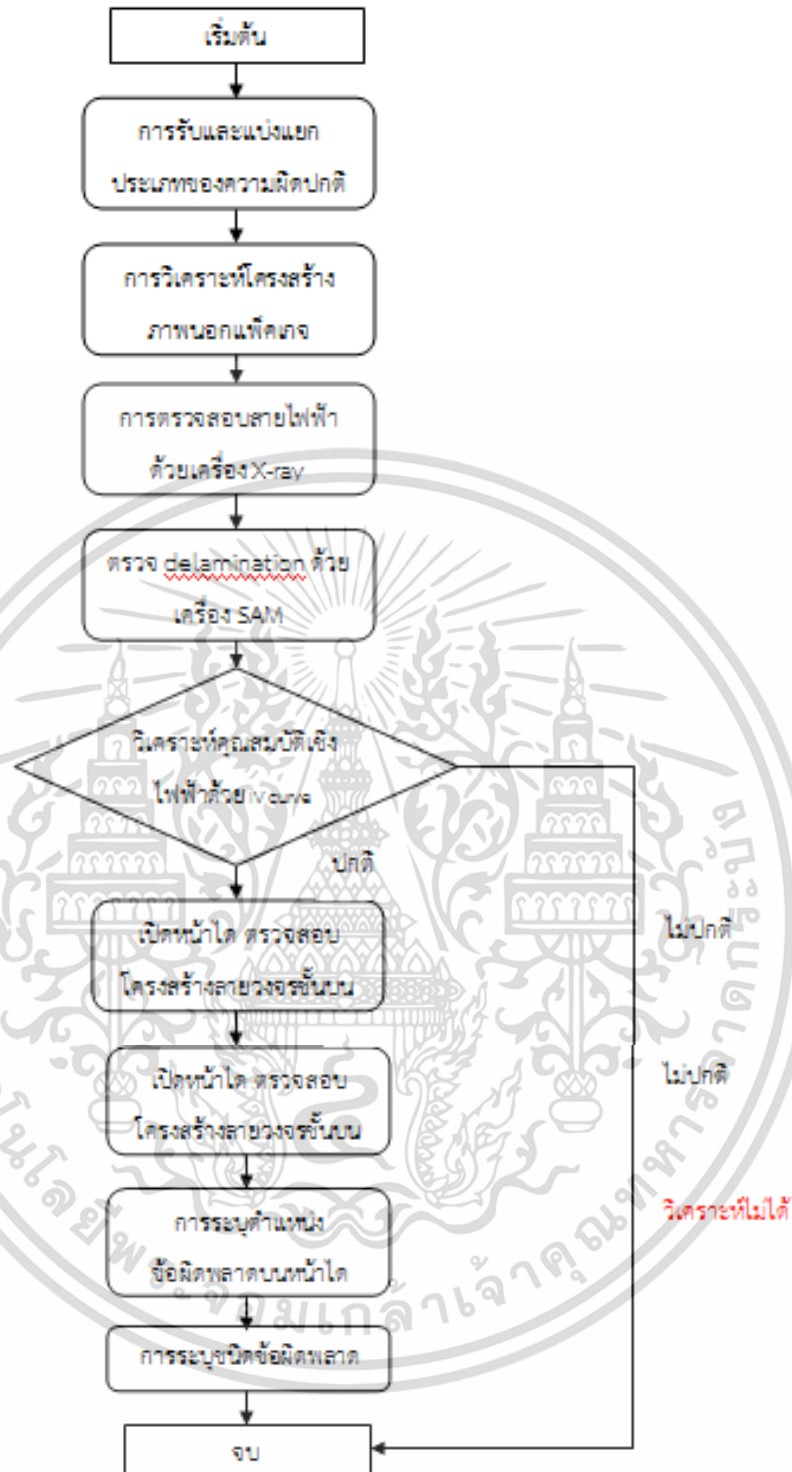 เริ่มต้น
การรับและแบ่งแยก
ประเภทของความผิดปกติ
การวิเคราะห์โครงสร้าง
ภาพนอกแพ็คเกจ
การตรวจสอบสายไฟฟ้า
ด้วยเครื่อง X-ray
ตรวจ delamination ด้วย
เครื่อง SAM
วิเคราะห์คุณสมบัติเชิง
ไฟฟ้าด้วย IV curve
ปกติ
เปิดหน้าได ตรวจสอบ
โครงสร้างลายวงจรชั้นบน
ไม่ปกติ
เปิดหน้าได ตรวจสอบ
โครงสร้างลายวงจรชั้นบน
ไม่ปกติ
การระบุตำแหน่ง
ข้อผิดพลาดบนหน้าได
วิเคราะห์ไม่ได้
การระบุชนิดข้อผิดพลาด
จบ